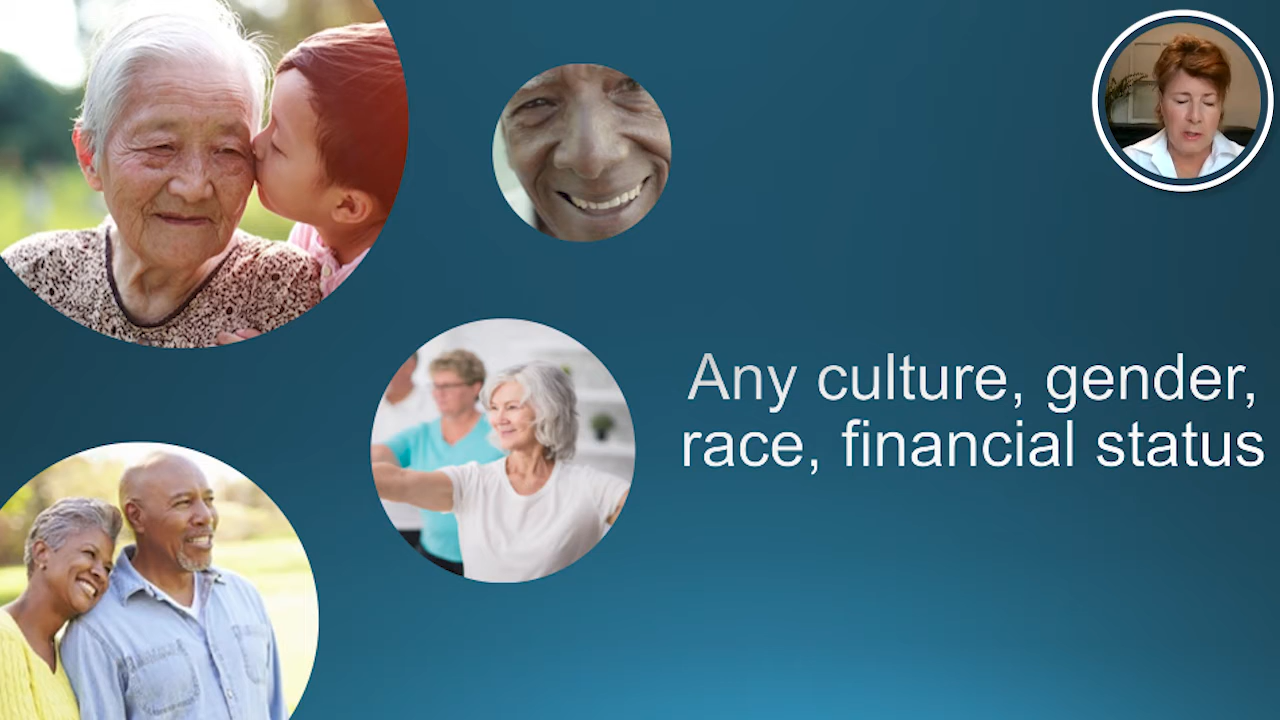 Any culture, gender,
race, financial status